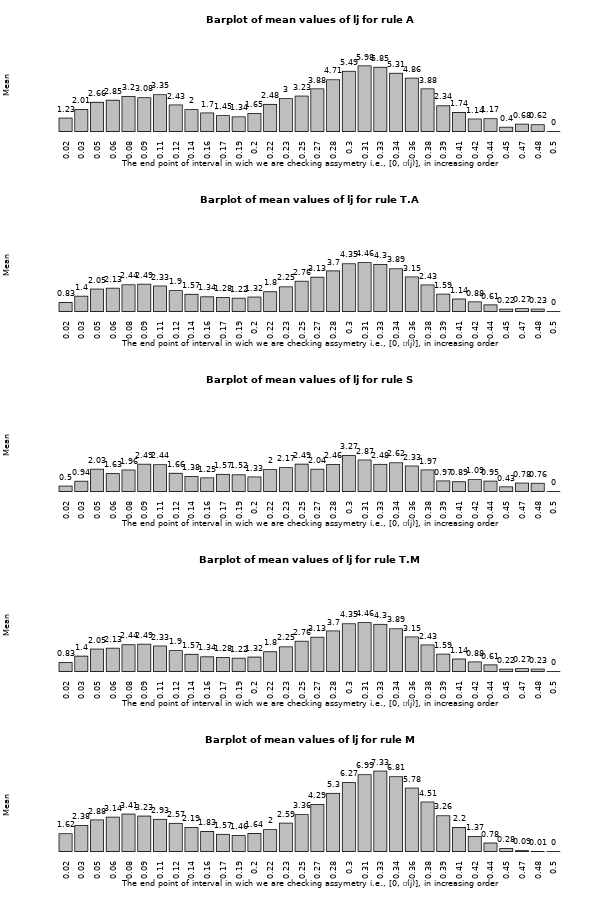 Barplot of mean values of lj for rule A
Mean
1.23 2.01 2.66 2.85 3.2 3.08 3.35 2.43 2 1.7 1.45 1.34 1.65 2.48 3 3.23 3.88 4.71 5.49 5.98 5.85 5.31 4.86 3.88 2.34 1.74 1.14 1.17 0.4 0.68 0.62 0
0.02 0.03 0.05 0.06 0.08 0.09 0.11 0.12 0.14 0.16 0.17 0.19 0.2 0.22 0.23 0.25 0.27 0.28 0.3 0.31 0.33 0.34 0.36 0.38 0.39 0.41 0.42 0.44 0.45 0.47 0.48 0.5
The end point of interval in wich we are checking assymetry i.e., [0, □(j)], in increasing order
Barplot of mean values of lj for rule T.A
Mean
0.83 1.4 2.05 2.13 2.44 2.49 2.33 1.9 1.57 1.34 1.28 1.22 1.32 1.8 2.25 2.76 3.13 3.7 4.35 4.46 4.3 3.89 3.15 2.43 1.59 1.14 0.88 0.61 0.22 0.27 0.23 0
0.02 0.03 0.05 0.06 0.08 0.09 0.11 0.12 0.14 0.16 0.17 0.19 0.2 0.22 0.23 0.25 0.27 0.28 0.3 0.31 0.33 0.34 0.36 0.38 0.39 0.41 0.42 0.44 0.45 0.47 0.48 0.5
The end point of interval in wich we are checking assymetry i.e., [0, □(j)], in increasing order
Barplot of mean values of lj for rule S
Mean
0.5 0.94 2.03 1.63 1.96 2.45 2.44 1.66 1.38 1.25 1.57 1.52 1.33 2 2.17 2.49 2.04 2.46 3.27 2.87 2.48 2.62 2.33 1.97 0.97 0.89 1.09 0.95 0.43 0.78 0.76 0
0.02 0.03 0.05 0.06 0.08 0.09 0.11 0.12 0.14 0.16 0.17 0.19 0.2 0.22 0.23 0.25 0.27 0.28 0.3 0.31 0.33 0.34 0.36 0.38 0.39 0.41 0.42 0.44 0.45 0.47 0.48 0.5
The end point of interval in wich we are checking assymetry i.e., [0, □(j)], in increasing order
Barplot of mean values of lj for rule T.M
Mean
0.83 1.4 2.05 2.13 2.44 2.49 2.33 1.9 1.57 1.34 1.28 1.22 1.32 1.8 2.25 2.76 3.13 3.7 4.35 4.46 4.3 3.89 3.15 2.43 1.59 1.14 0.88 0.61 0.22 0.27 0.23 0
0.02 0.03 0.05 0.06 0.08 0.09 0.11 0.12 0.14 0.16 0.17 0.19 0.2 0.22 0.23 0.25 0.27 0.28 0.3 0.31 0.33 0.34 0.36 0.38 0.39 0.41 0.42 0.44 0.45 0.47 0.48 0.5
The end point of interval in wich we are checking assymetry i.e., [0, □(j)], in increasing order
Barplot of mean values of lj for rule M
Mean
1.62 2.38 2.88 3.14 3.41 3.23 2.93 2.57 2.19 1.83 1.57 1.46 1.64 2 2.59 3.36 4.29 5.3 6.27 6.99 7.33 6.81 5.78 4.51 3.26 2.2 1.37 0.78 0.28 0.09 0.01 0
0.02 0.03 0.05 0.06 0.08 0.09 0.11 0.12 0.14 0.16 0.17 0.19 0.2 0.22 0.23 0.25 0.27 0.28 0.3 0.31 0.33 0.34 0.36 0.38 0.39 0.41 0.42 0.44 0.45 0.47 0.48 0.5
The end point of interval in wich we are checking assymetry i.e., [0, □(j)], in increasing order